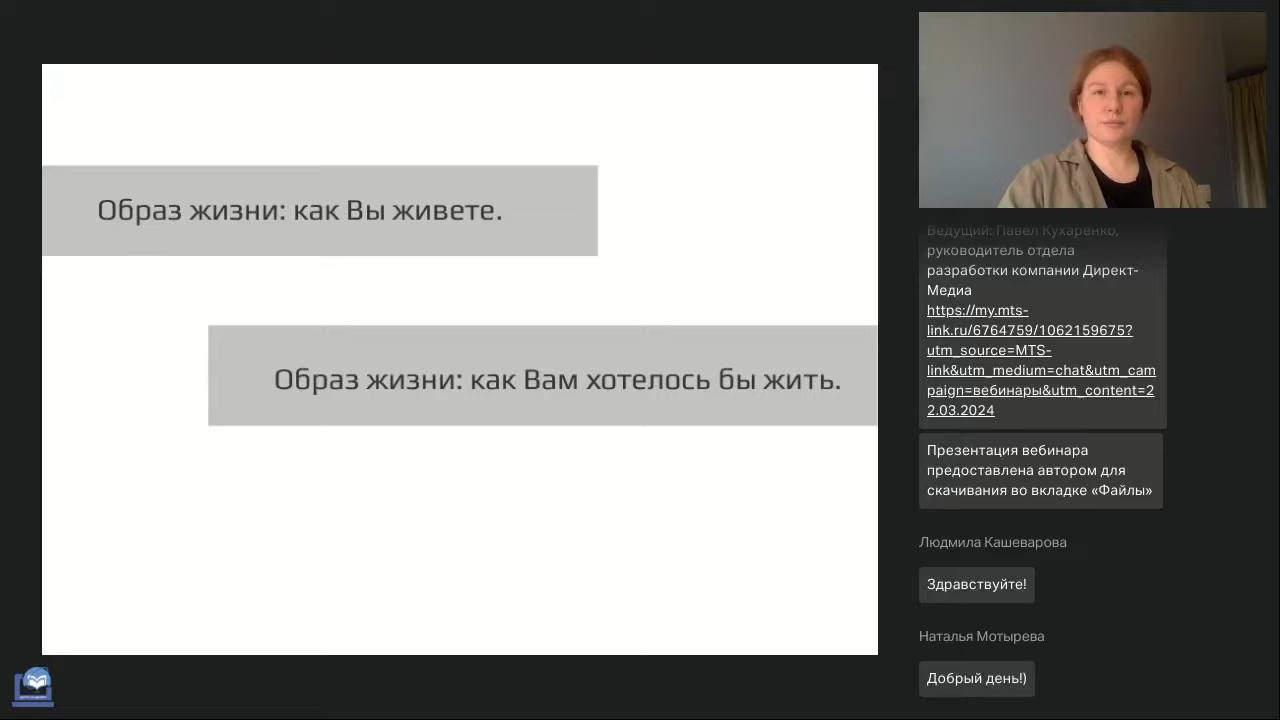 Образ жизни: как Вы живете.
Образ жизни: как Вам хотелось бы жить.
Ведущий: Павел Кухаренко,
руководитель отдела
разработки компании Директ-
Медиа
https://my.mts-
link.ru/6764759/1062159675?
utm_source=MTS-
link&utm_medium=chat&utm_cam
paign=вебинары&utm_content=2
2.03.2024
Презентация вебинара
предоставлена автором для
скачивания во вкладке «Файлы»
Людмила Кашеварова
Здравствуйте!
Наталья Мотырева
Добрый день!)